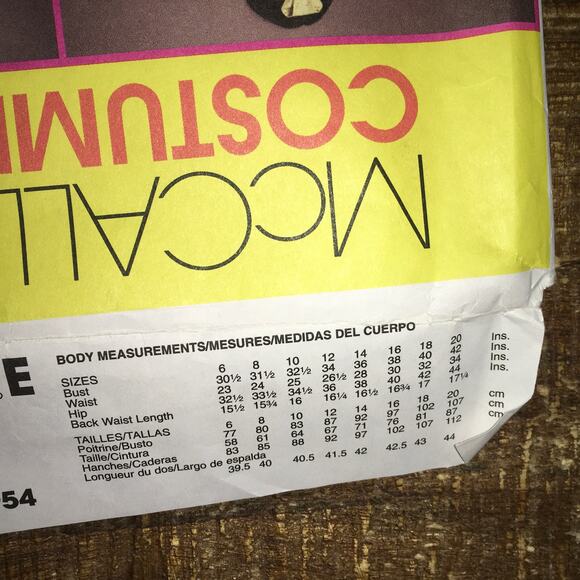 McCALL
COSTUM
E
BODY MEASUREMENTS/MESURES/MEDIDAS DEL CUERPO
SIZES 6 8 10 12 14 16 18 20
Bust 30½ 31½ 32½ 34 36 38 40 42 Ins.
Waist 23 24 25 26½ 28 30 32 34 Ins.
Hip 32½ 33½ 34½ 36 38 40 42 44 Ins.
Back Waist Length 15½ 15¾ 16 16¼ 16½ 16¾ 17 17¼ Ins.
TAILLES/TALLAS 6 8 10 12 14 16 18 20
Poitrine/Busto 77 80 83 87 92 97 102 107 cm
Taille/Cintura 58 61 64 67 71 76 81 87 cm
Hanches/Caderas 83 85 88 92 97 102 107 112 cm
Longueur du dos/Largo de espalda 39.5 40 40.5 41.5 42 42.5 43 44
54